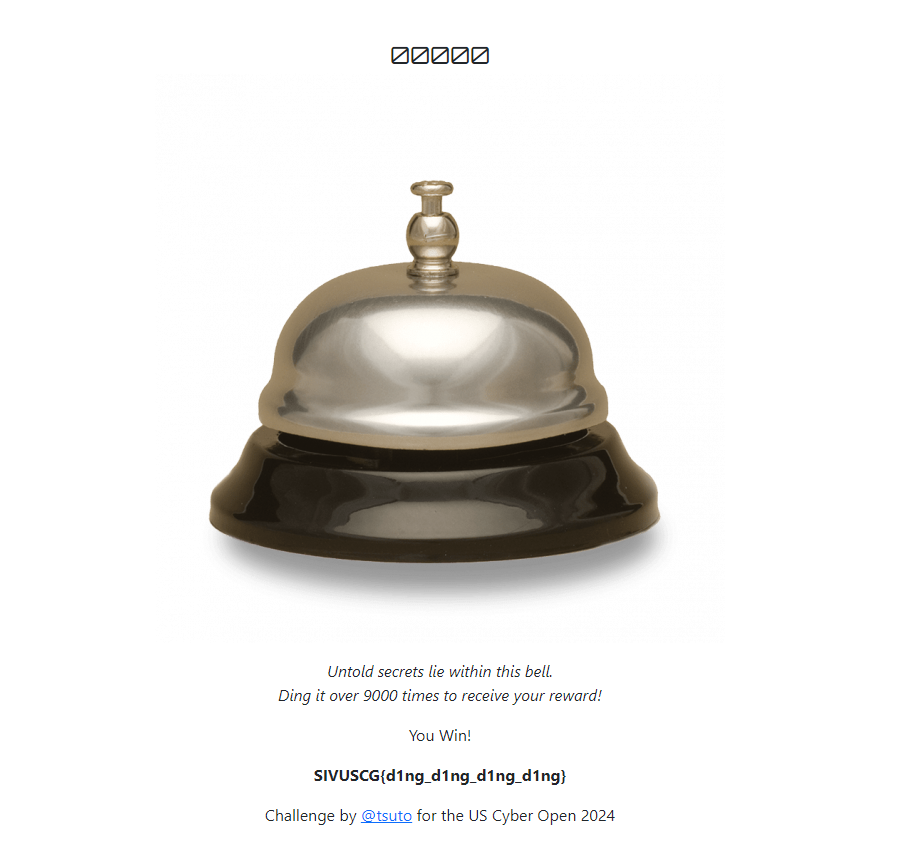 00000
Untold secrets lie within this bell.
Ding it over 9000 times to receive your reward!
You Win!
SIVUSCG{d1ng_d1ng_d1ng_d1ng}
Challenge by @tsuto for the US Cyber Open 2024